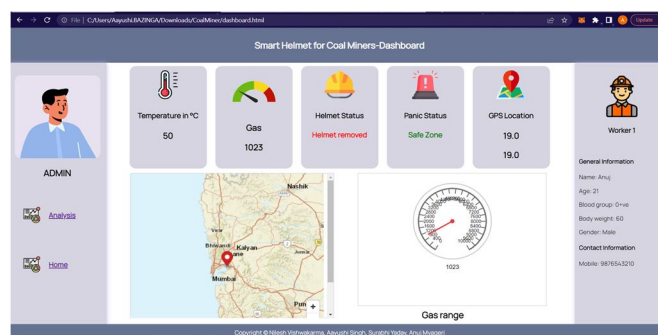 File | C:/Users/Aayushi.BAZINGA/Downloads/CoalMiner/dashboard.html
Update
Smart Helmet for Coal Miners-Dashboard
ADMIN
Analysis
Home
Temperature in °C
50
Gas
1023
Helmet Status
Helmet removed
Panic Status
Safe Zone
GPS Location
19.0
19.0
Nashik
Virar
Bhiwandi
Kalyan
Mumbai
+
1023
Gas range
Worker 1
General Information
Name: Anuj
Age: 21
Blood group: 0+ve
Body weight: 60
Gender: Male
Contact Information
Mobile: 9876543210
Copyright © Nilesh Vishwakarma, Aayushi Singh, Surabhi Yadav, Anuj Myageri